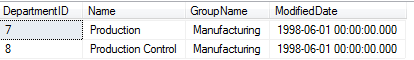 DepartmentID Name GroupName ModifiedDate
7 Production Manufacturing 1998-06-01 00:00:00.000
8 Production Control Manufacturing 1998-06-01 00:00:00.000